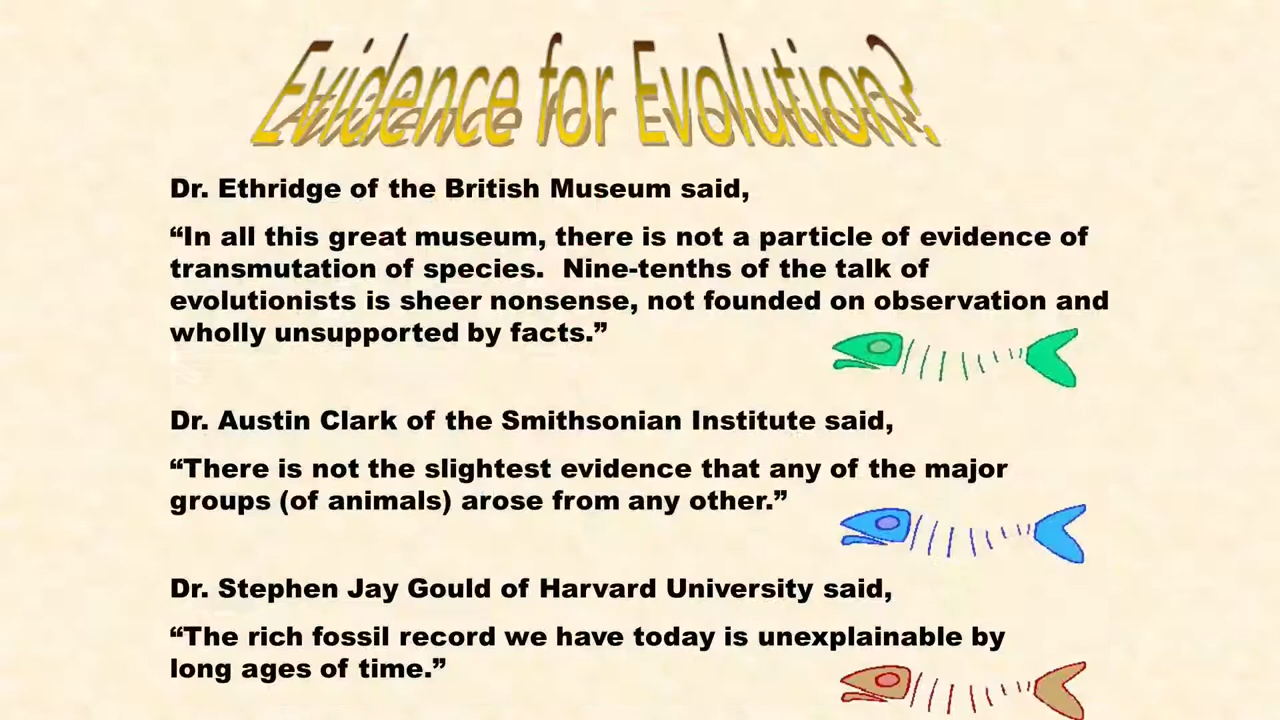 Evidence for Evolution?
Dr. Ethridge of the British Museum said,
“In all this great museum, there is not a particle of evidence of
transmutation of species.  Nine-tenths of the talk of
evolutionists is sheer nonsense, not founded on observation and
wholly unsupported by facts.”
Dr. Austin Clark of the Smithsonian Institute said,
“There is not the slightest evidence that any of the major
groups (of animals) arose from any other.”
Dr. Stephen Jay Gould of Harvard University said,
“The rich fossil record we have today is unexplainable by
long ages of time.”